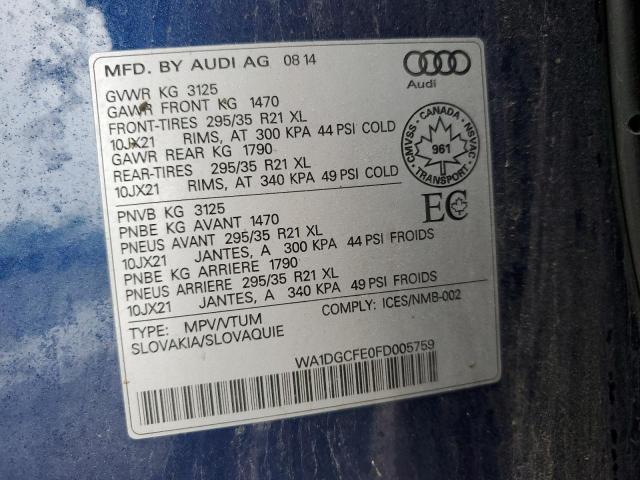 MFD. BY AUDI AG 08 14
Audi
GVWR KG 3125
GAWR FRONT KG 1470
FRONT-TIRES 295/35 R21 XL
10JX21 RIMS, AT 300 KPA 44 PSI COLD
GAWR REAR KG 1790
REAR-TIRES 295/35 R21 XL
10JX21 RIMS, AT 340 KPA 49 PSI COLD
CMVSS · CANADA · NSVAC
961
TRANSPORT
EC
PNVB KG 3125
PNBE KG AVANT 1470
PNEUS AVANT 295/35 R21 XL
10JX21 JANTES, A 300 KPA 44 PSI FROIDS
PNBE KG ARRIERE 1790
PNEUS ARRIERE 295/35 R21 XL
10JX21 JANTES, A 340 KPA 49 PSI FROIDS
TYPE: MPV/VTUM COMPLY: ICES/NMB-002
SLOVAKIA/SLOVAQUIE
WA1DGCFE0FD005759